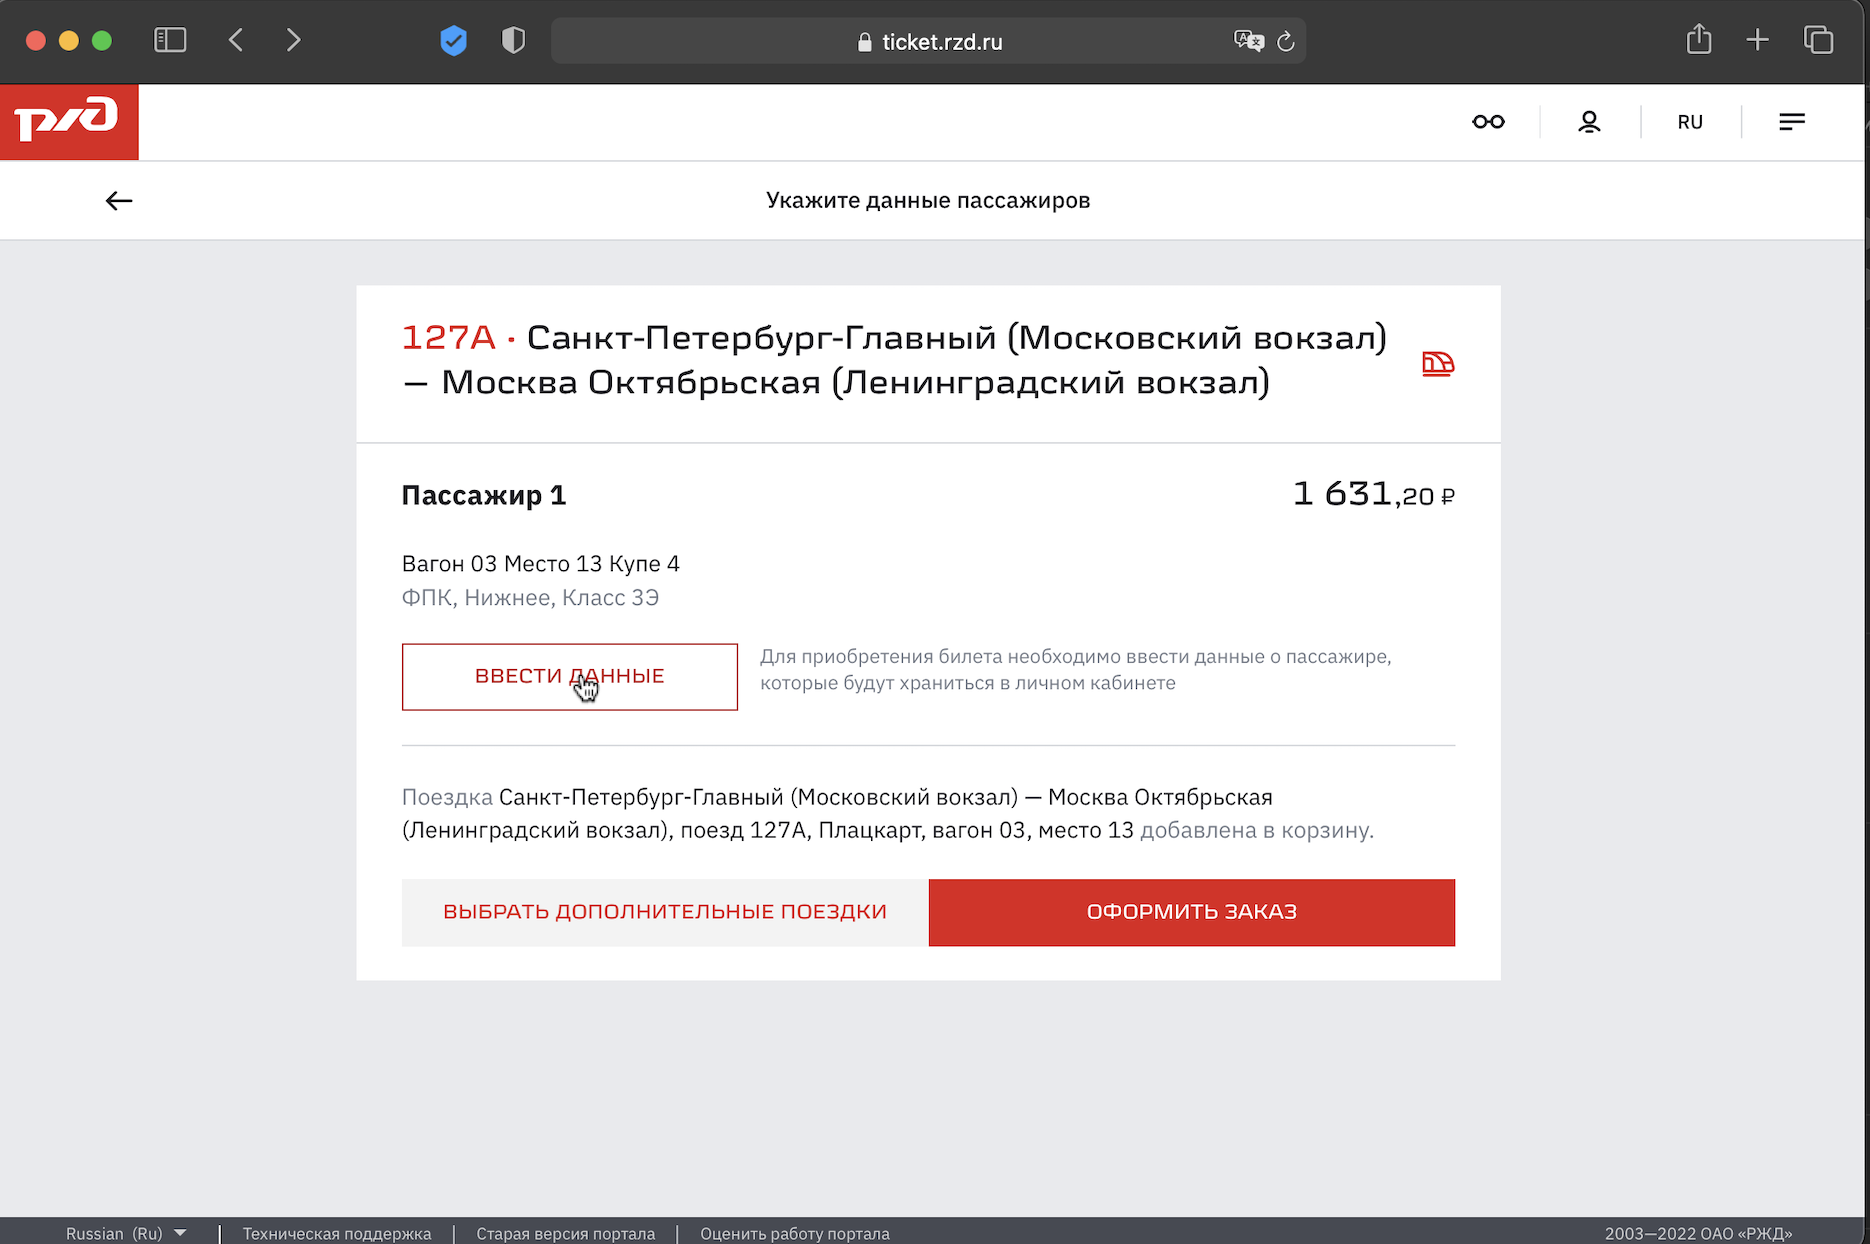 ticket.rzd.ru
ржд
RU
Укажите данные пассажиров
127А · Санкт-Петербург-Главный (Московский вокзал)
— Москва Октябрьская (Ленинградский вокзал)
Пассажир 1
1 631,20 ₽
Вагон 03 Место 13 Купе 4
ФПК, Нижнее, Класс 3Э
ВВЕСТИ ДАННЫЕ
Для приобретения билета необходимо ввести данные о пассажире,
которые будут храниться в личном кабинете
Поездка Санкт-Петербург-Главный (Московский вокзал) — Москва Октябрьская
(Ленинградский вокзал), поезд 127А, Плацкарт, вагон 03, место 13 добавлена в корзину.
ВЫБРАТЬ ДОПОЛНИТЕЛЬНЫЕ ПОЕЗДКИ
ОФОРМИТЬ ЗАКАЗ
Russian (Ru) | Техническая поддержка | Старая версия портала | Оценить работу портала
2003—2022 ОАО «РЖД»